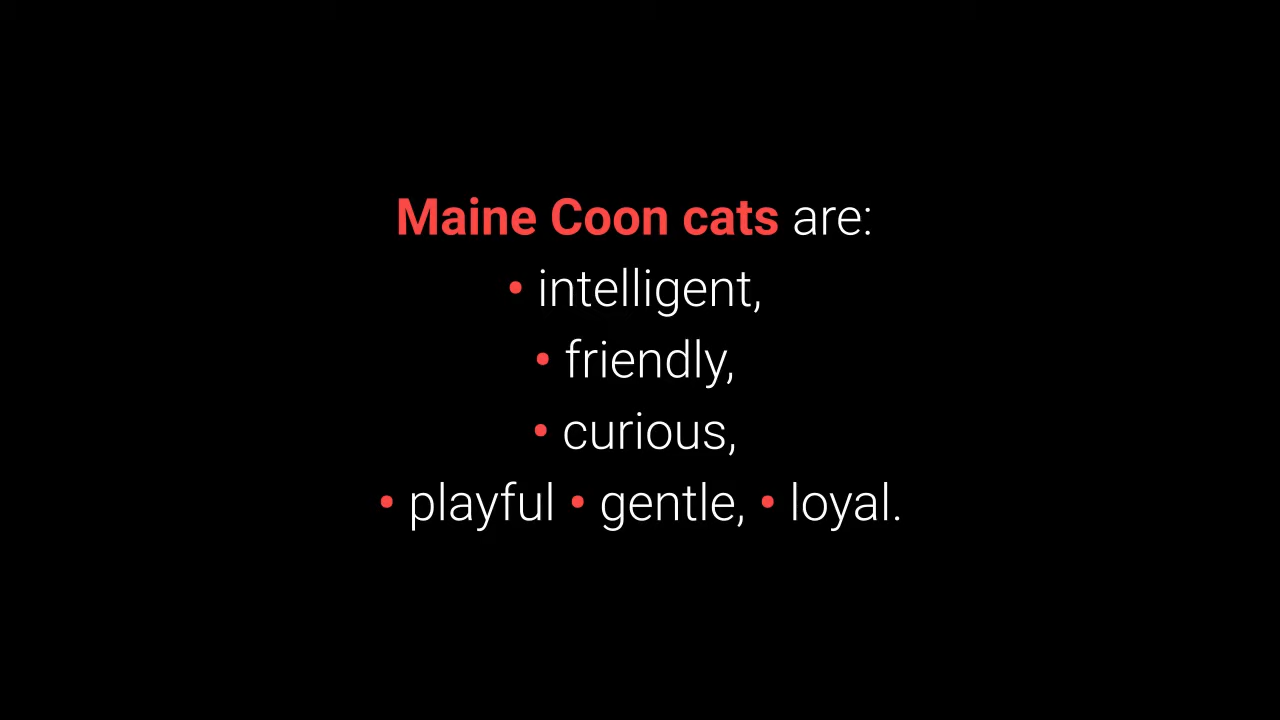 Maine Coon cats are:
• intelligent,
• friendly,
• curious,
• playful • gentle, • loyal.